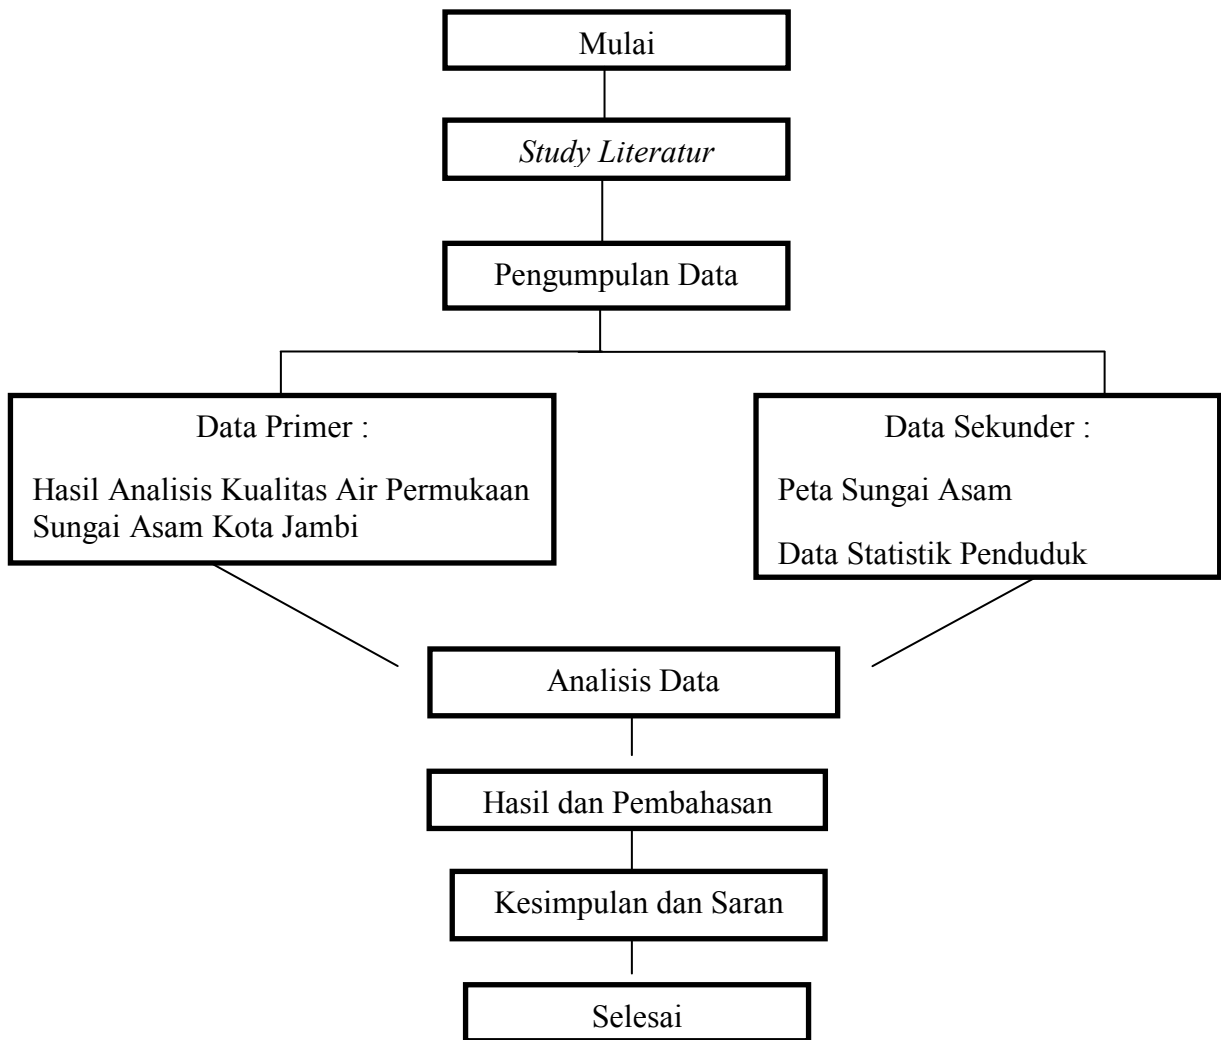 Mulai
Study Literatur
Pengumpulan Data
Data Primer :
Hasil Analisis Kualitas Air Permukaan
Sungai Asam Kota Jambi
Data Sekunder :
Peta Sungai Asam
Data Statistik Penduduk
Analisis Data
Hasil dan Pembahasan
Kesimpulan dan Saran
Selesai